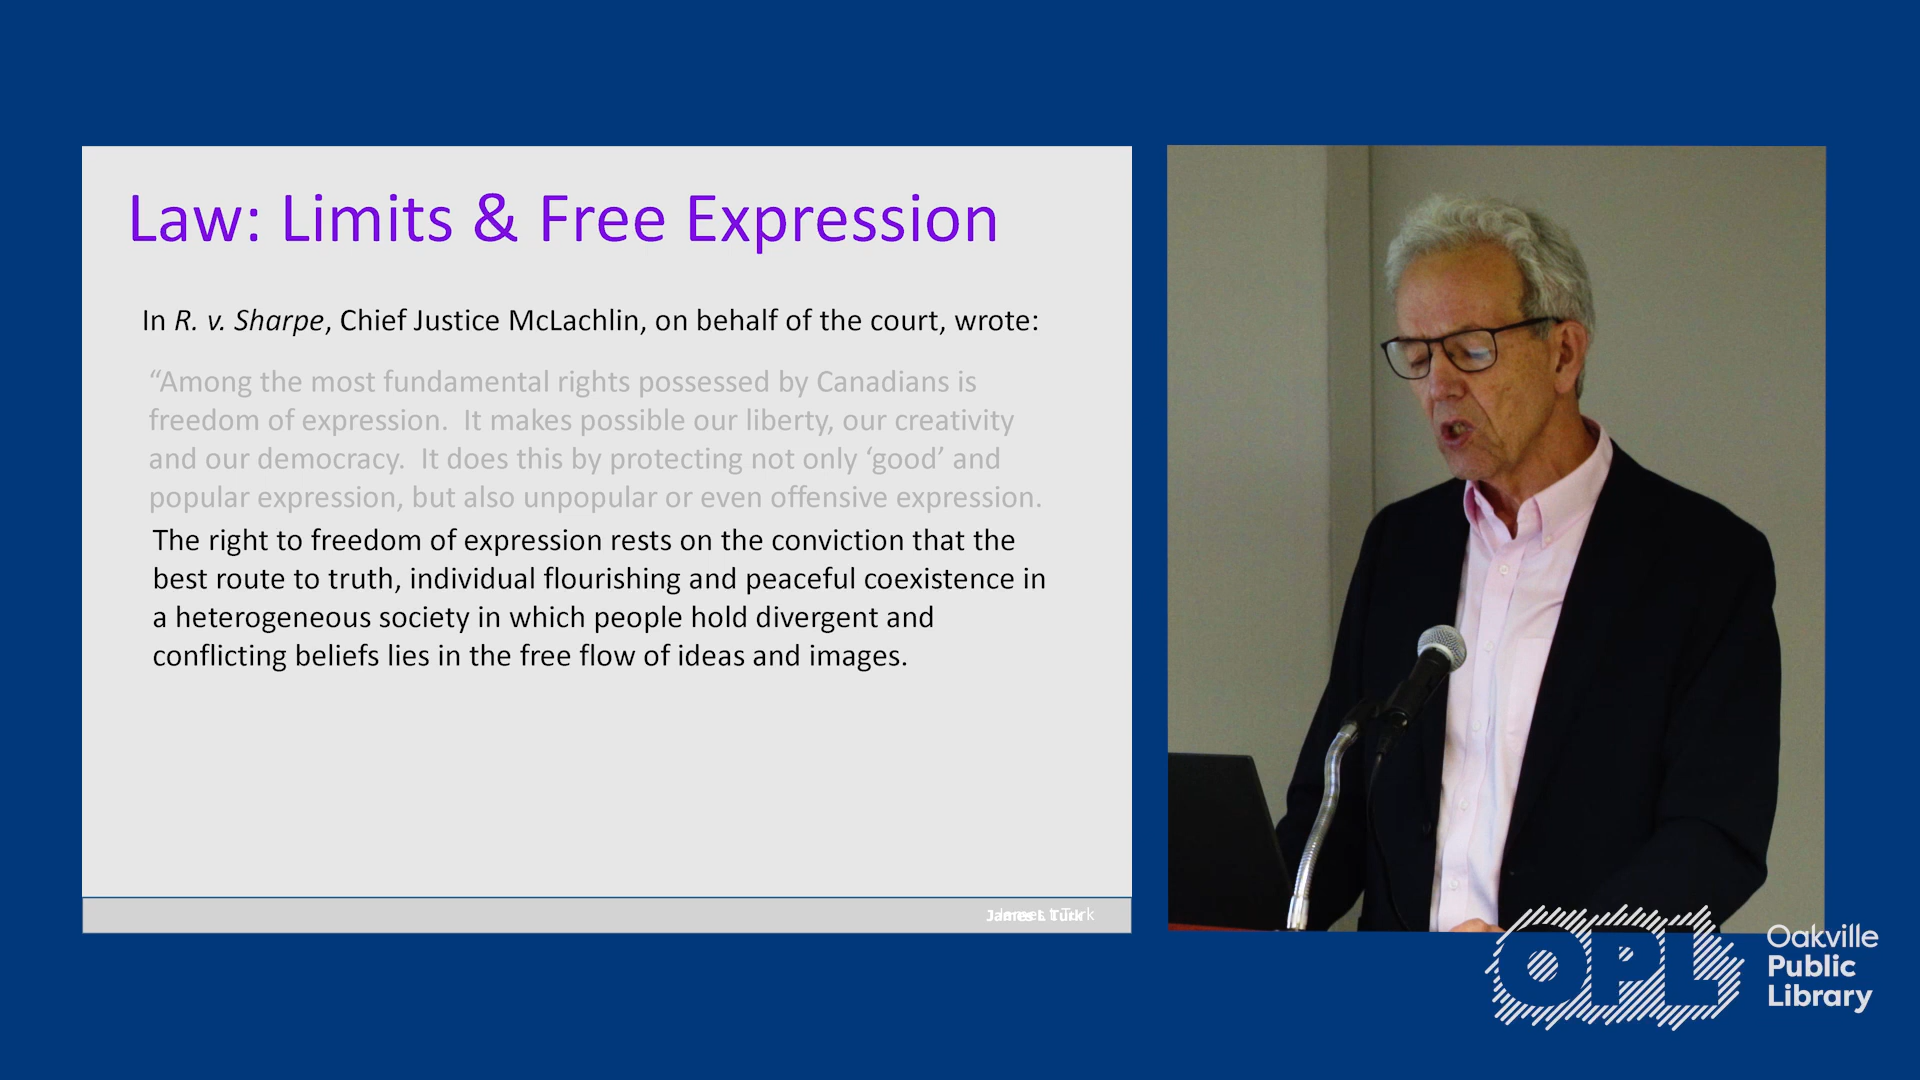 Law: Limits & Free Expression
In R. v. Sharpe, Chief Justice McLachlin, on behalf of the court, wrote:
“Among the most fundamental rights possessed by Canadians is
freedom of expression.  It makes possible our liberty, our creativity
and our democracy.  It does this by protecting not only ‘good’ and
popular expression, but also unpopular or even offensive expression.
The right to freedom of expression rests on the conviction that the
best route to truth, individual flourishing and peaceful coexistence in
a heterogeneous society in which people hold divergent and
conflicting beliefs lies in the free flow of ideas and images.
James L Turk
OPL
Oakville
Public
Library